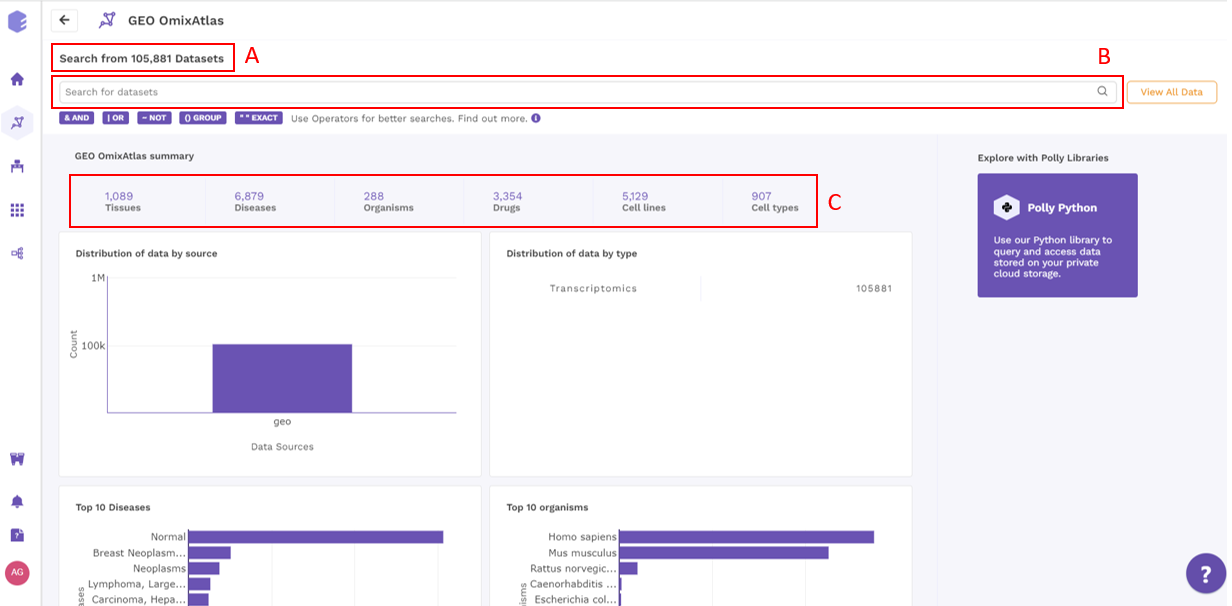 GEO OmixAtlas
Search from 105,881 Datasets
A
B
Search for datasets
View All Data
& AND
| OR
– NOT
() GROUP
" " EXACT
Use Operators for better searches. Find out more.
GEO OmixAtlas summary
1,089
Tissues
6,879
Diseases
288
Organisms
3,354
Drugs
5,129
Cell lines
907
Cell types
C
Explore with Polly Libraries
Polly Python
Use our Python library to
query and access data
stored on your private
cloud storage.
Distribution of data by source
1M
100k
Count
geo
Data Sources
Distribution of data by type
Transcriptomics 105881
Top 10 Diseases
Normal
Breast Neoplasm...
Neoplasms
Lymphoma, Large...
Carcinoma, Hepa...
Top 10 organisms
Homo sapiens
Mus musculus
Rattus norvegic...
Caenorhabditis ...
Escherichia col...
AG
?